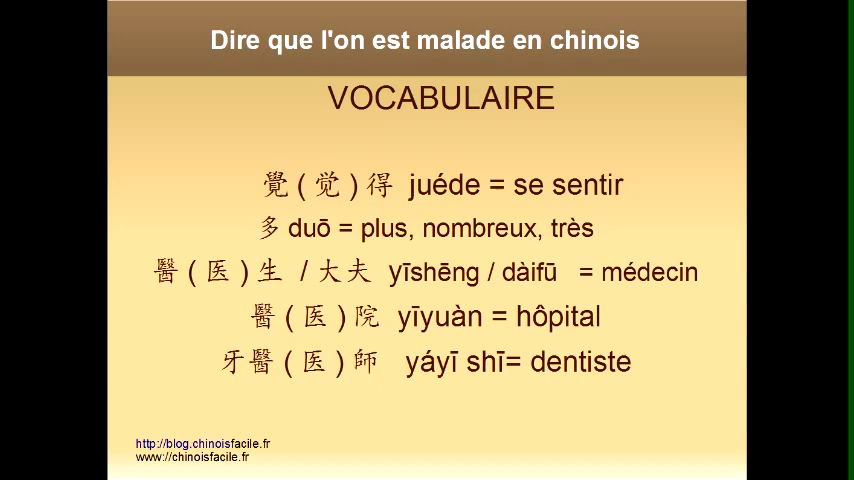 Dire que l'on est malade en chinois
VOCABULAIRE
覺 ( 觉 ) 得 juéde = se sentir
多 duō = plus, nombreux, très
醫 ( 医 ) 生 / 大夫 yīshēng / dàifū = médecin
醫 ( 医 ) 院 yīyuàn = hôpital
牙醫 ( 医 ) 師 yáyī shī= dentiste
http://blog.chinoisfacile.fr
www://chinoisfacile.fr